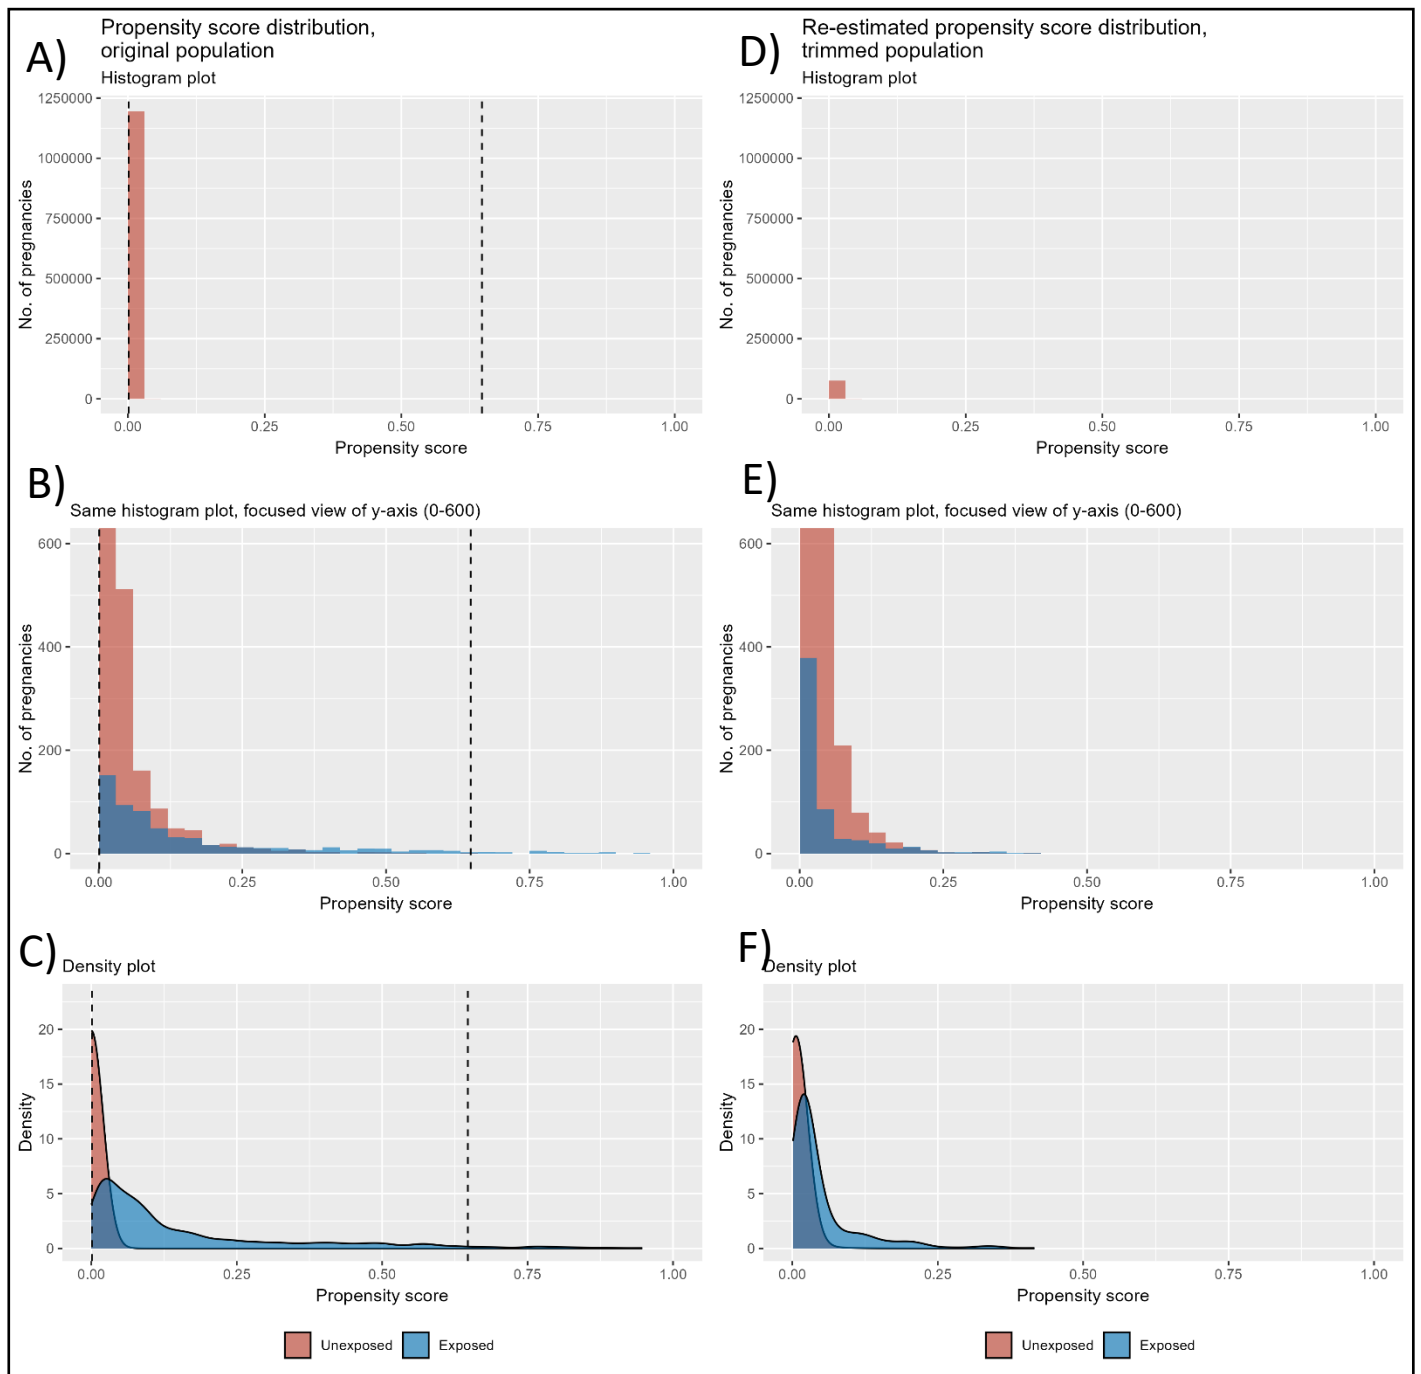 A)
Propensity score distribution,
original population
Histogram plot
1250000
1000000
750000
500000
250000
0
No. of pregnancies
0.00 0.25 0.50 0.75 1.00
Propensity score
D)
Re-estimated propensity score distribution,
trimmed population
Histogram plot
1250000
1000000
750000
500000
250000
0
No. of pregnancies
0.00 0.25 0.50 0.75 1.00
Propensity score
B)
Same histogram plot, focused view of y-axis (0-600)
600
400
200
0
No. of pregnancies
0.00 0.25 0.50 0.75 1.00
Propensity score
E)
Same histogram plot, focused view of y-axis (0-600)
600
400
200
0
No. of pregnancies
0.00 0.25 0.50 0.75 1.00
Propensity score
C)
Density plot
20
15
10
5
0
Density
0.00 0.25 0.50 0.75 1.00
Propensity score
Unexposed Exposed
F)
Density plot
20
15
10
5
0
Density
0.00 0.25 0.50 0.75 1.00
Propensity score
Unexposed Exposed